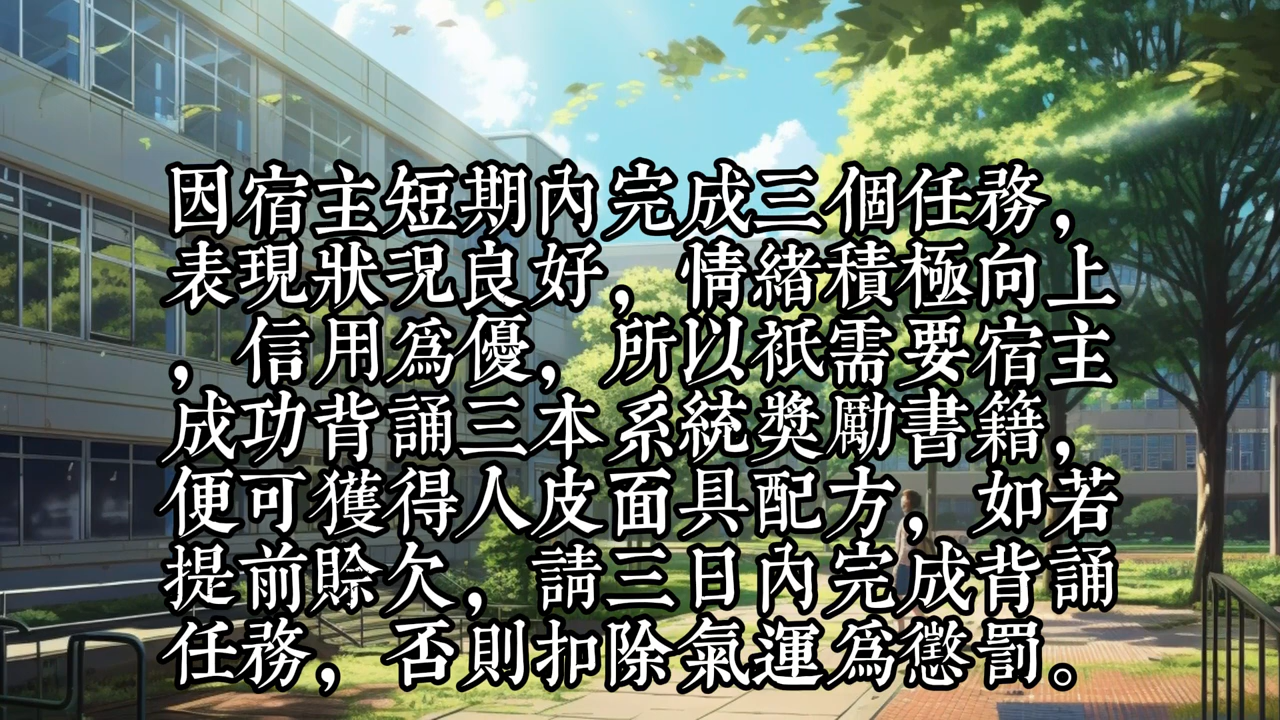 因宿主短期內完成三個任務，
表現狀況良好，情緒積極向上
，信用爲優，所以祇需要宿主
成功背誦三本系統獎勵書籍，
便可獲得人皮面具配方，如若
提前賒欠，請三日內完成背誦
任務，否則扣除氣運爲懲罰。